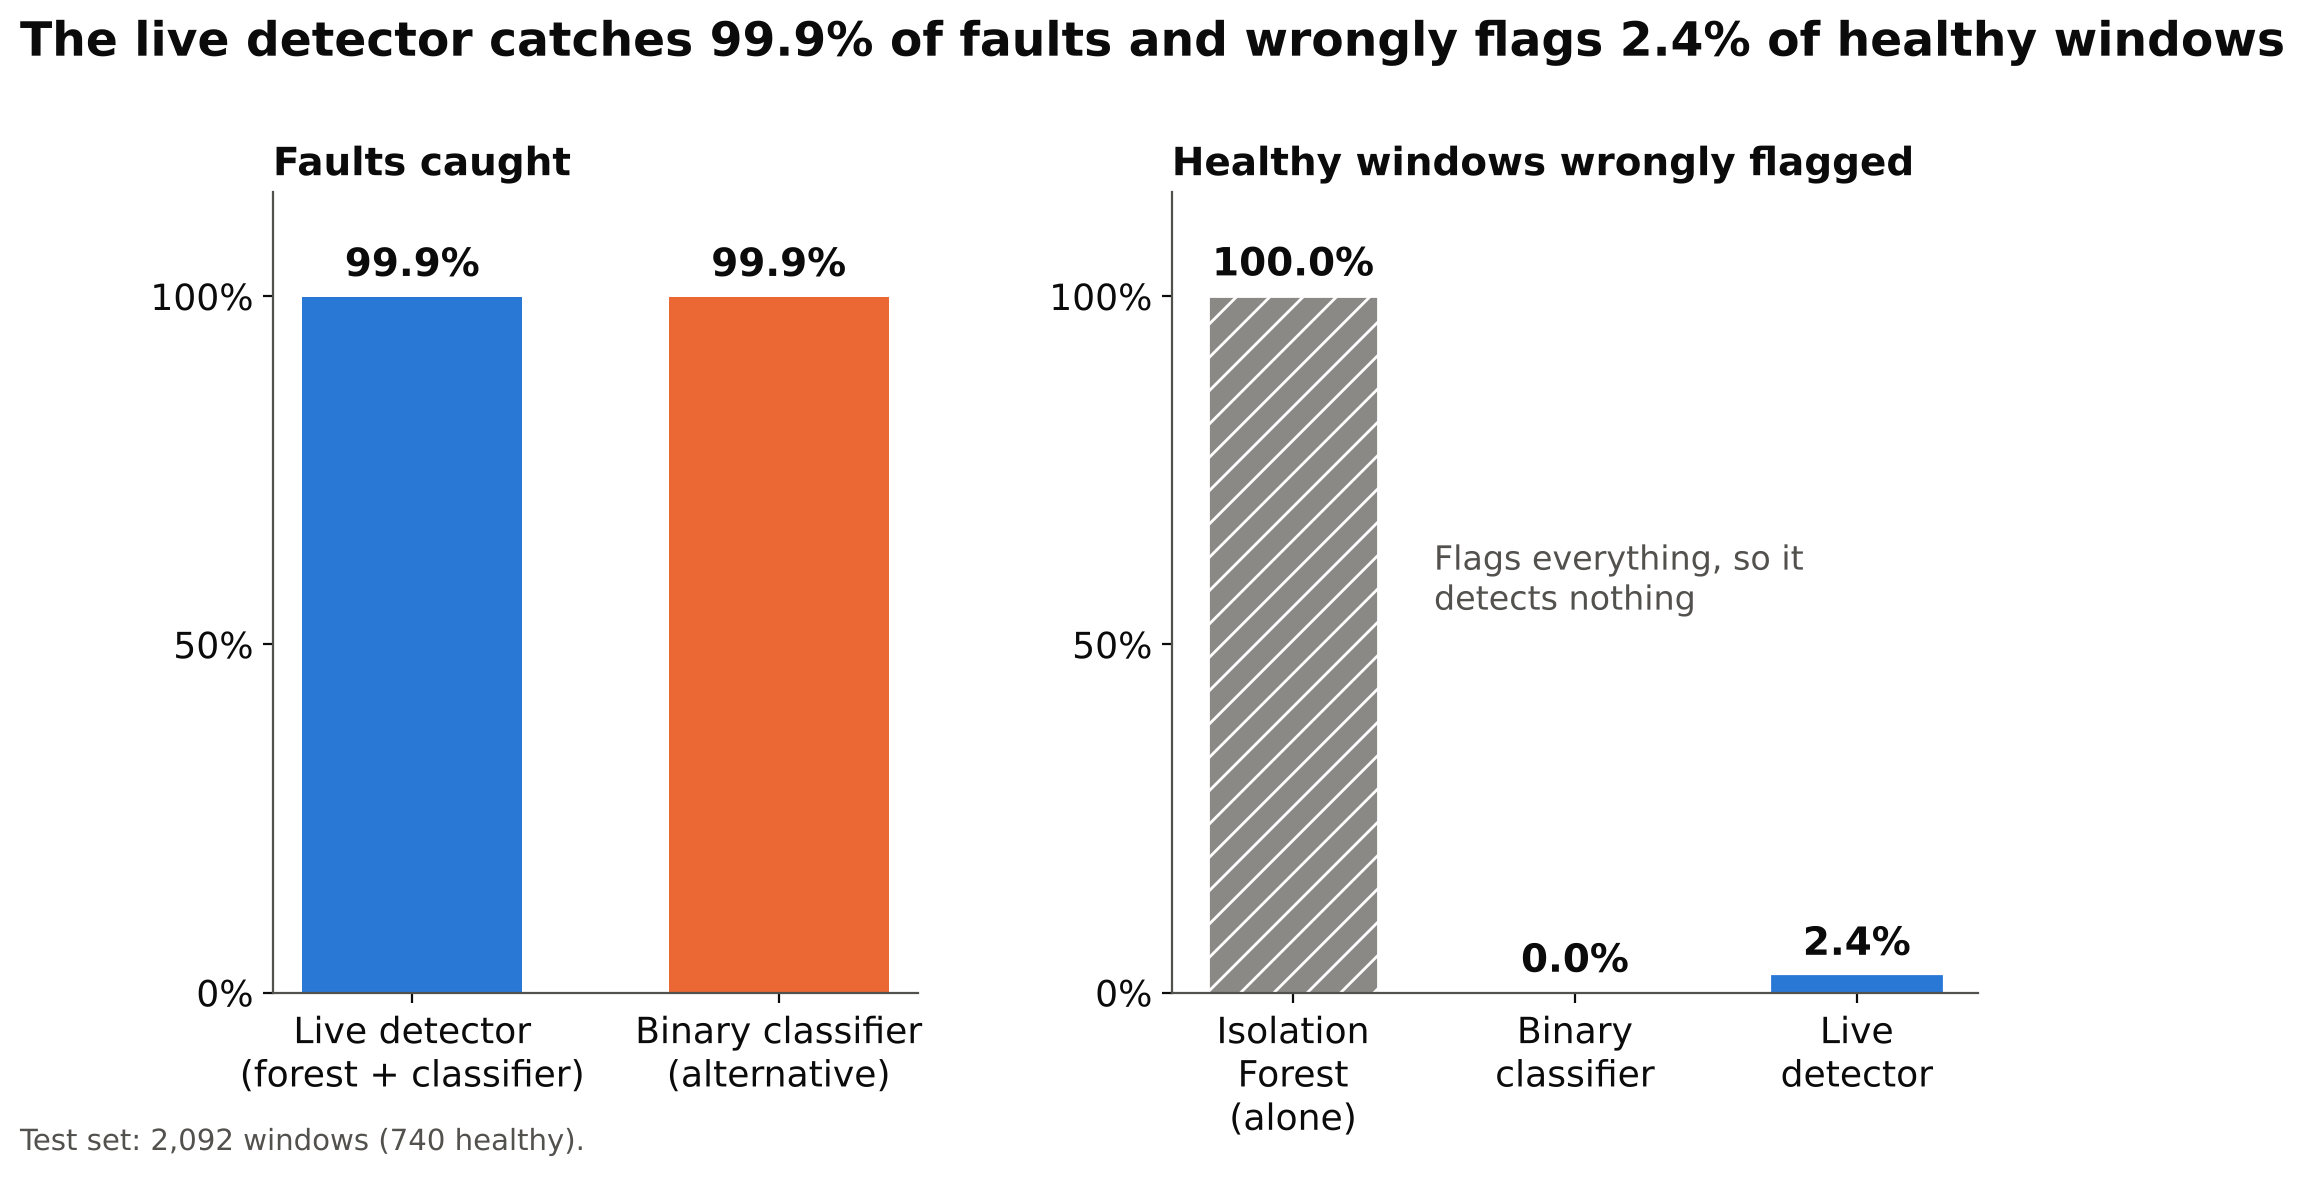 The live detector catches 99.9% of faults and wrongly flags 2.4% of healthy windows
Faults caught
99.9%
99.9%
100%
50%
0%
Live detector
(forest + classifier)
Binary classifier
(alternative)
Healthy windows wrongly flagged
100.0%
100%
Flags everything, so it
detects nothing
50%
0.0%
2.4%
0%
Isolation
Forest
(alone)
Binary
classifier
Live
detector
Test set: 2,092 windows (740 healthy).